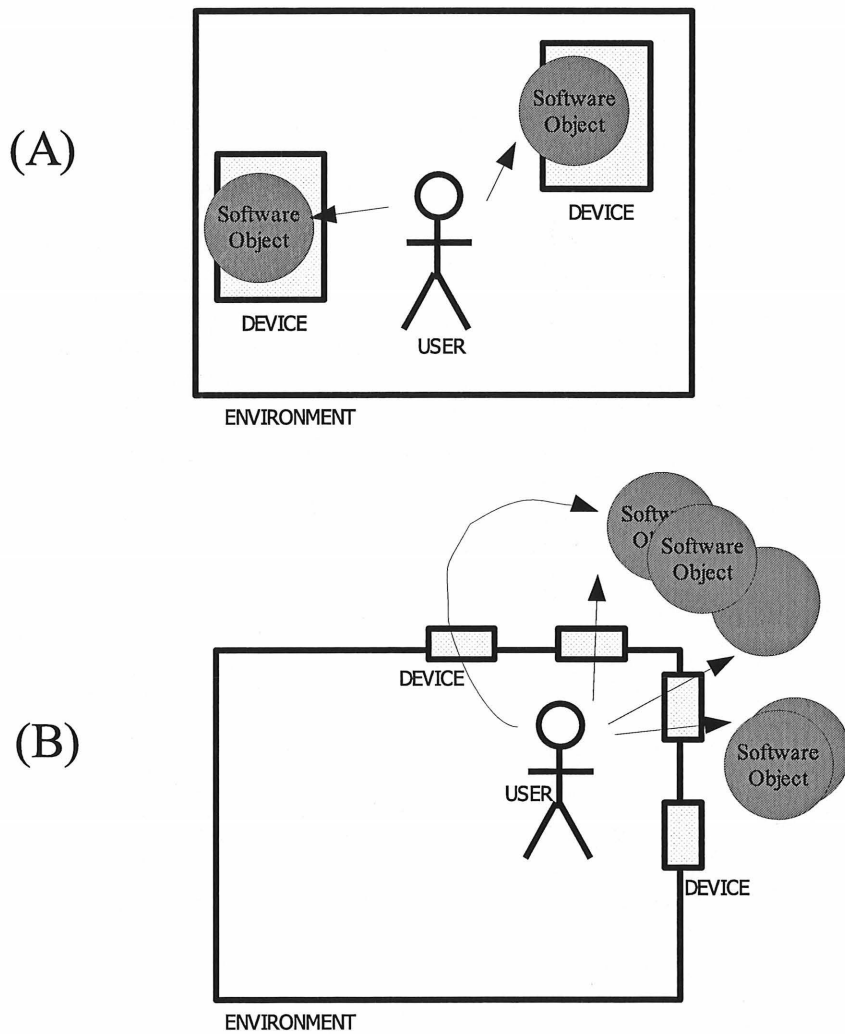 (A)
Software
Object
DEVICE
Software
Object
DEVICE
USER
ENVIRONMENT
(B)
Software
Object
DEVICE
USER
Software
Object
DEVICE
ENVIRONMENT